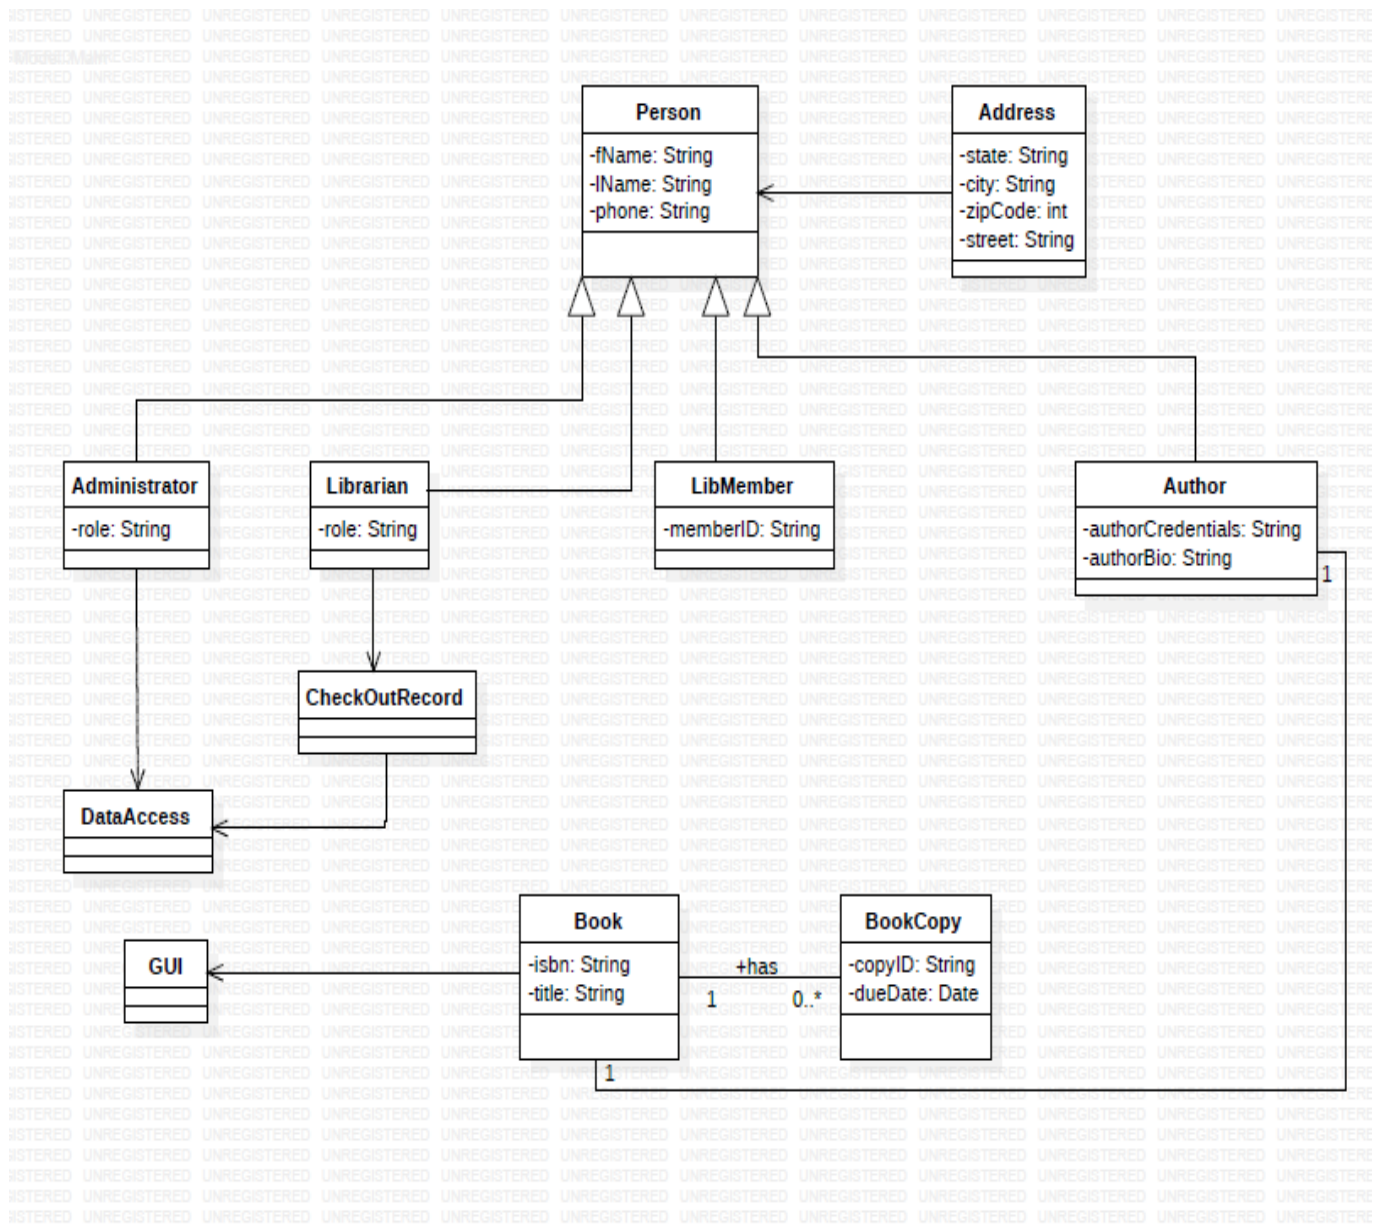 Person
-fName: String
-lName: String
-phone: String
Address
-state: String
-city: String
-zipCode: int
-street: String
Administrator
-role: String
Librarian
-role: String
LibMember
-memberID: String
Author
-authorCredentials: String
-authorBio: String
1
CheckOutRecord
DataAccess
GUI
Book
-isbn: String
-title: String
+has
1
0..*
BookCopy
-copyID: String
-dueDate: Date
1
UNREGISTERED